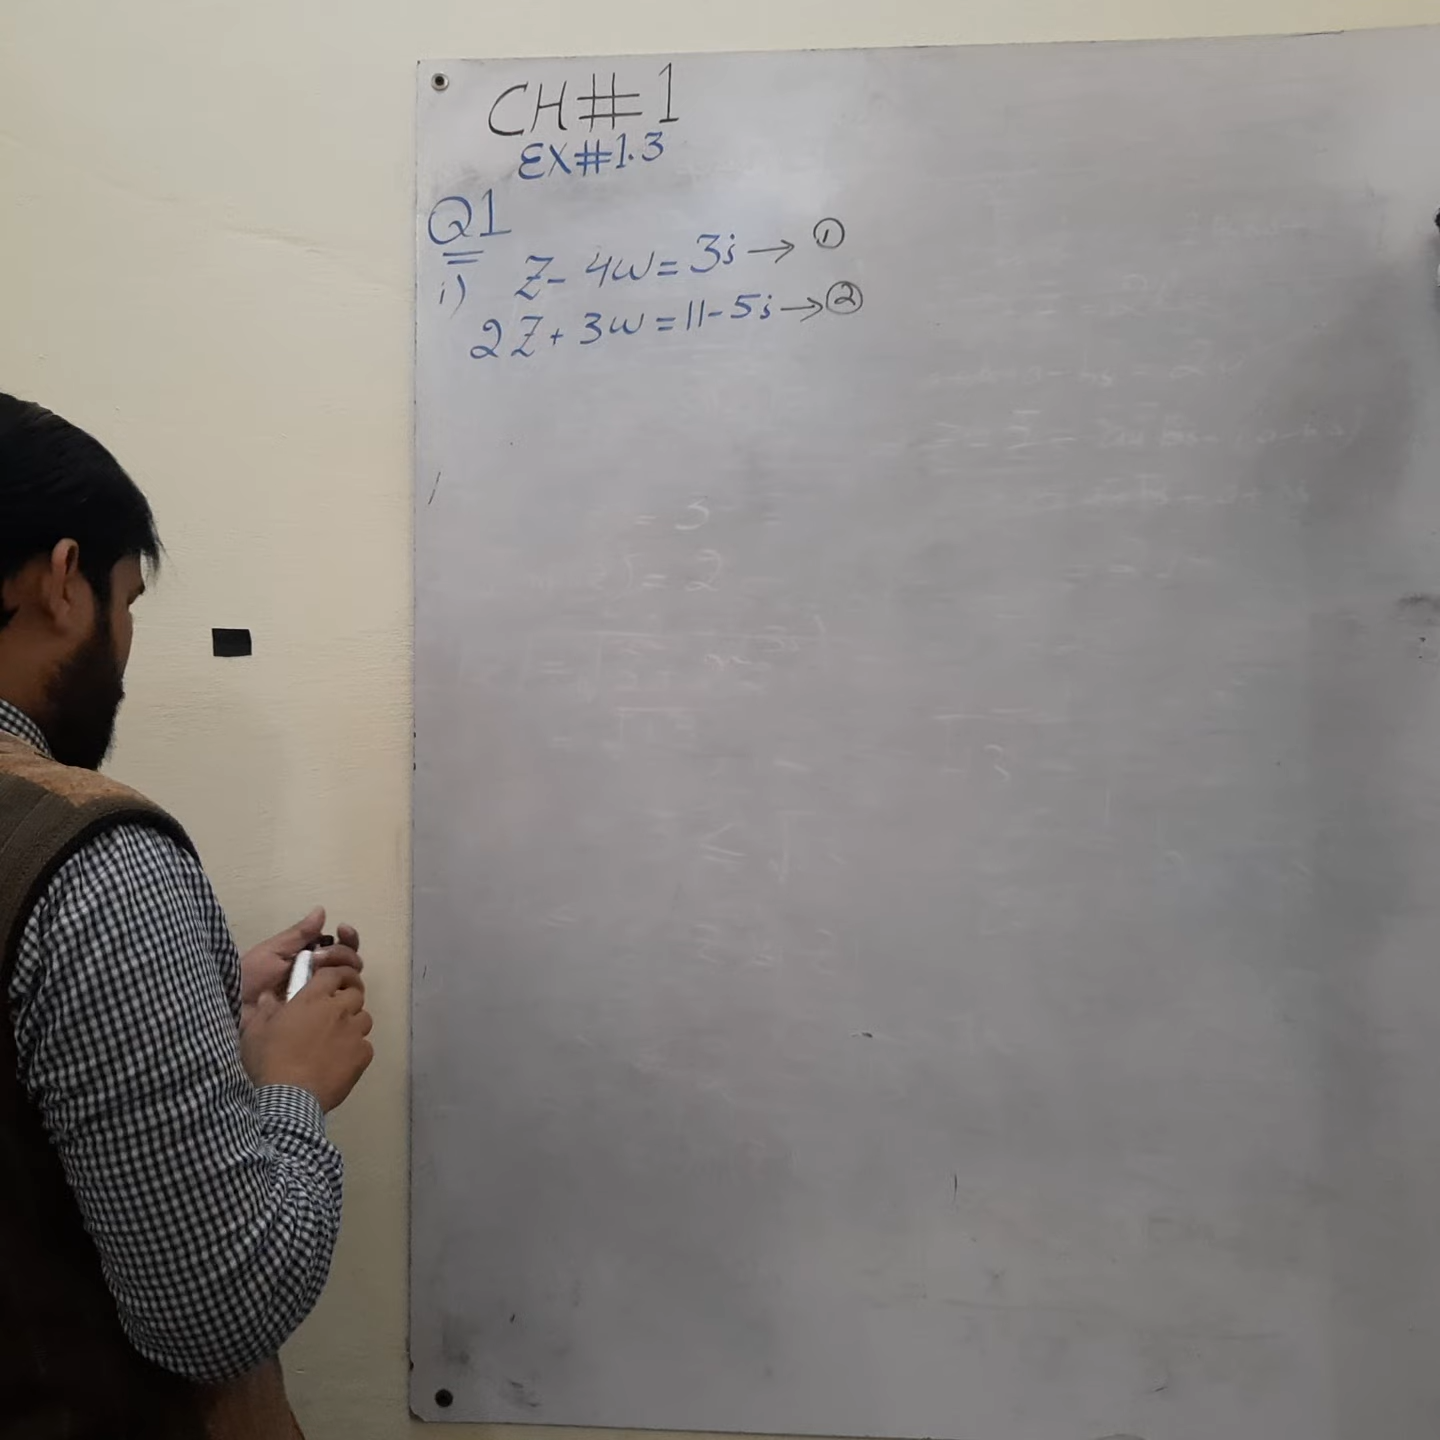 CH#1
EX#1.3
Q1
i) Z - 4w = 3i → ①
2Z + 3w = 11 - 5i → ②